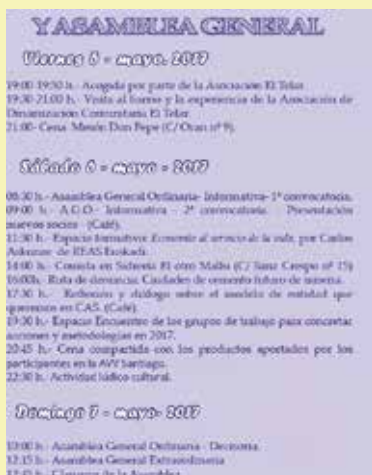 Y ASAMBLEA GENERAL
Viernes 5 - mayo. 2017
19:00 19:30 h.- Acogida por parte de la Asociación El Telar
19:30-21:00 h.- Visita al horno y la experiencia de la Asociación de
Dinamización Comunitaria El Telar.
21:00- Cena Mesón Don Pepe (C/ Oran nº 9).
Sábado 6 - mayo - 2017
08:30 h.- Asamblea General Ordinaria- Informativa- 1ª convocatoria.
09:00 h.- A.G.O- Informativa - 2ª convocatoria. Presentación
nuevos socios - (Café).
11:30 h.- Espacio formativo: Economía al servicio de la vida, por Carlos
de REAS Euskadi.
14:00 h.- Comida en Sidrería El otro Mallu (C/ Sanz Crespo nº 15)
16:00h.- Ruta de denuncia. Ciudades de cemento futuro de miseria.
17:30 h.- Reflexión y diálogo sobre el modelo de entidad que
queremos en CAS. (Café).
19:30 h.- Espacio Encuentro de los grupos de trabajo para concertar
acciones y metodologías en 2017.
20:45 h.- Cena compartida con los productos aportados por los
participantes en la AVV Santiago.
22:30 h.- Actividad lúdico cultural.
Domingo 7 - mayo- 2017
10:00 h.- Asamblea General Ordinaria - Decisoria.
12:15 h.- Asamblea General Extraordinaria
h.- Clausura de la Asamblea